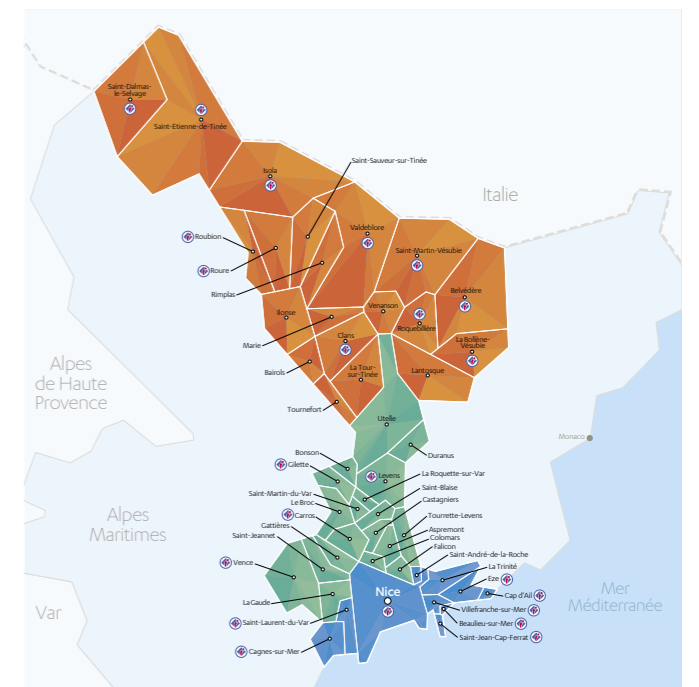 Saint-Dalmas-
le-Selvage
Saint-Etienne-de-Tinée
Saint-Sauveur-sur-Tinée
Isola
Italie
Valdeblore
Roubion
Saint-Martin-Vésubie
Roure
Rimplas
Belvédère
Venanson
Ilonse
Roquebillière
Marie
Clans
La Bollène-
Vésubie
Alpes
de Haute
Provence
Bairols
La Tour-
sur-Tinée
Lantosque
Tournefort
Utelle
Monaco
Bonson
Duranus
Gilette
Levens
La Roquette-sur-Var
Saint-Martin-du-Var
Saint-Blaise
Le Broc
Castagniers
Carros
Tourrette-Levens
Alpes
Maritimes
Gattières
Aspremont
Saint-Jeannet
Colomars
Falicon
Saint-André-de-la-Roche
Vence
La Trinité
Eze
Nice
Cap d'Ail
Mer
Méditerranée
La Gaude
Villefranche-sur-Mer
Var
Saint-Laurent-du-Var
Beaulieu-sur-Mer
Saint-Jean-Cap-Ferrat
Cagnes-sur-Mer